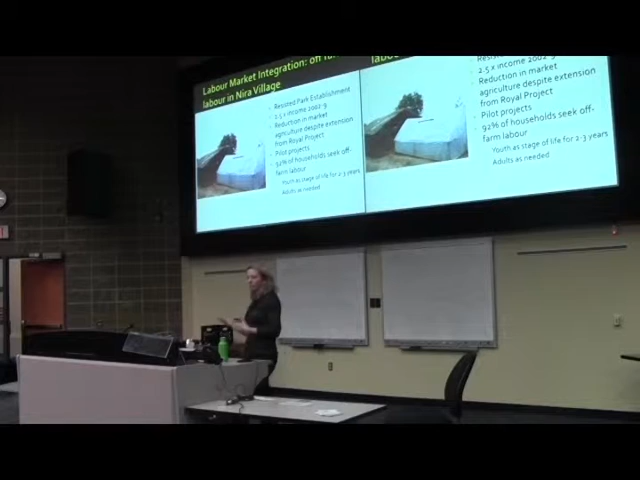 Labour Market Integration: off farm
labour in Nira Village
Resisted Park Establishment
2.5 x income 2002-9
Reduction in market
agriculture despite extension
from Royal Project
Pilot projects
92% of households seek off-
farm labour
Youth as stage of life for 2-3 years
Adults as needed
2.5 x income 2002-9
Reduction in market
agriculture despite extension
from Royal Project
Pilot projects
92% of households seek off-
farm labour
Youth as stage of life for 2-3 years
Adults as needed